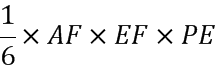 1/6 × AF × EF × PE